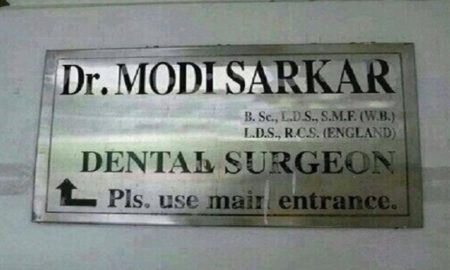 Dr. MODI SARKAR
B. Sc., L.D.S., S.M.F. (W.B.)
L.D.S., R.C.S. (ENGLAND)
DENTAL SURGEON
Pls. use main entrance.